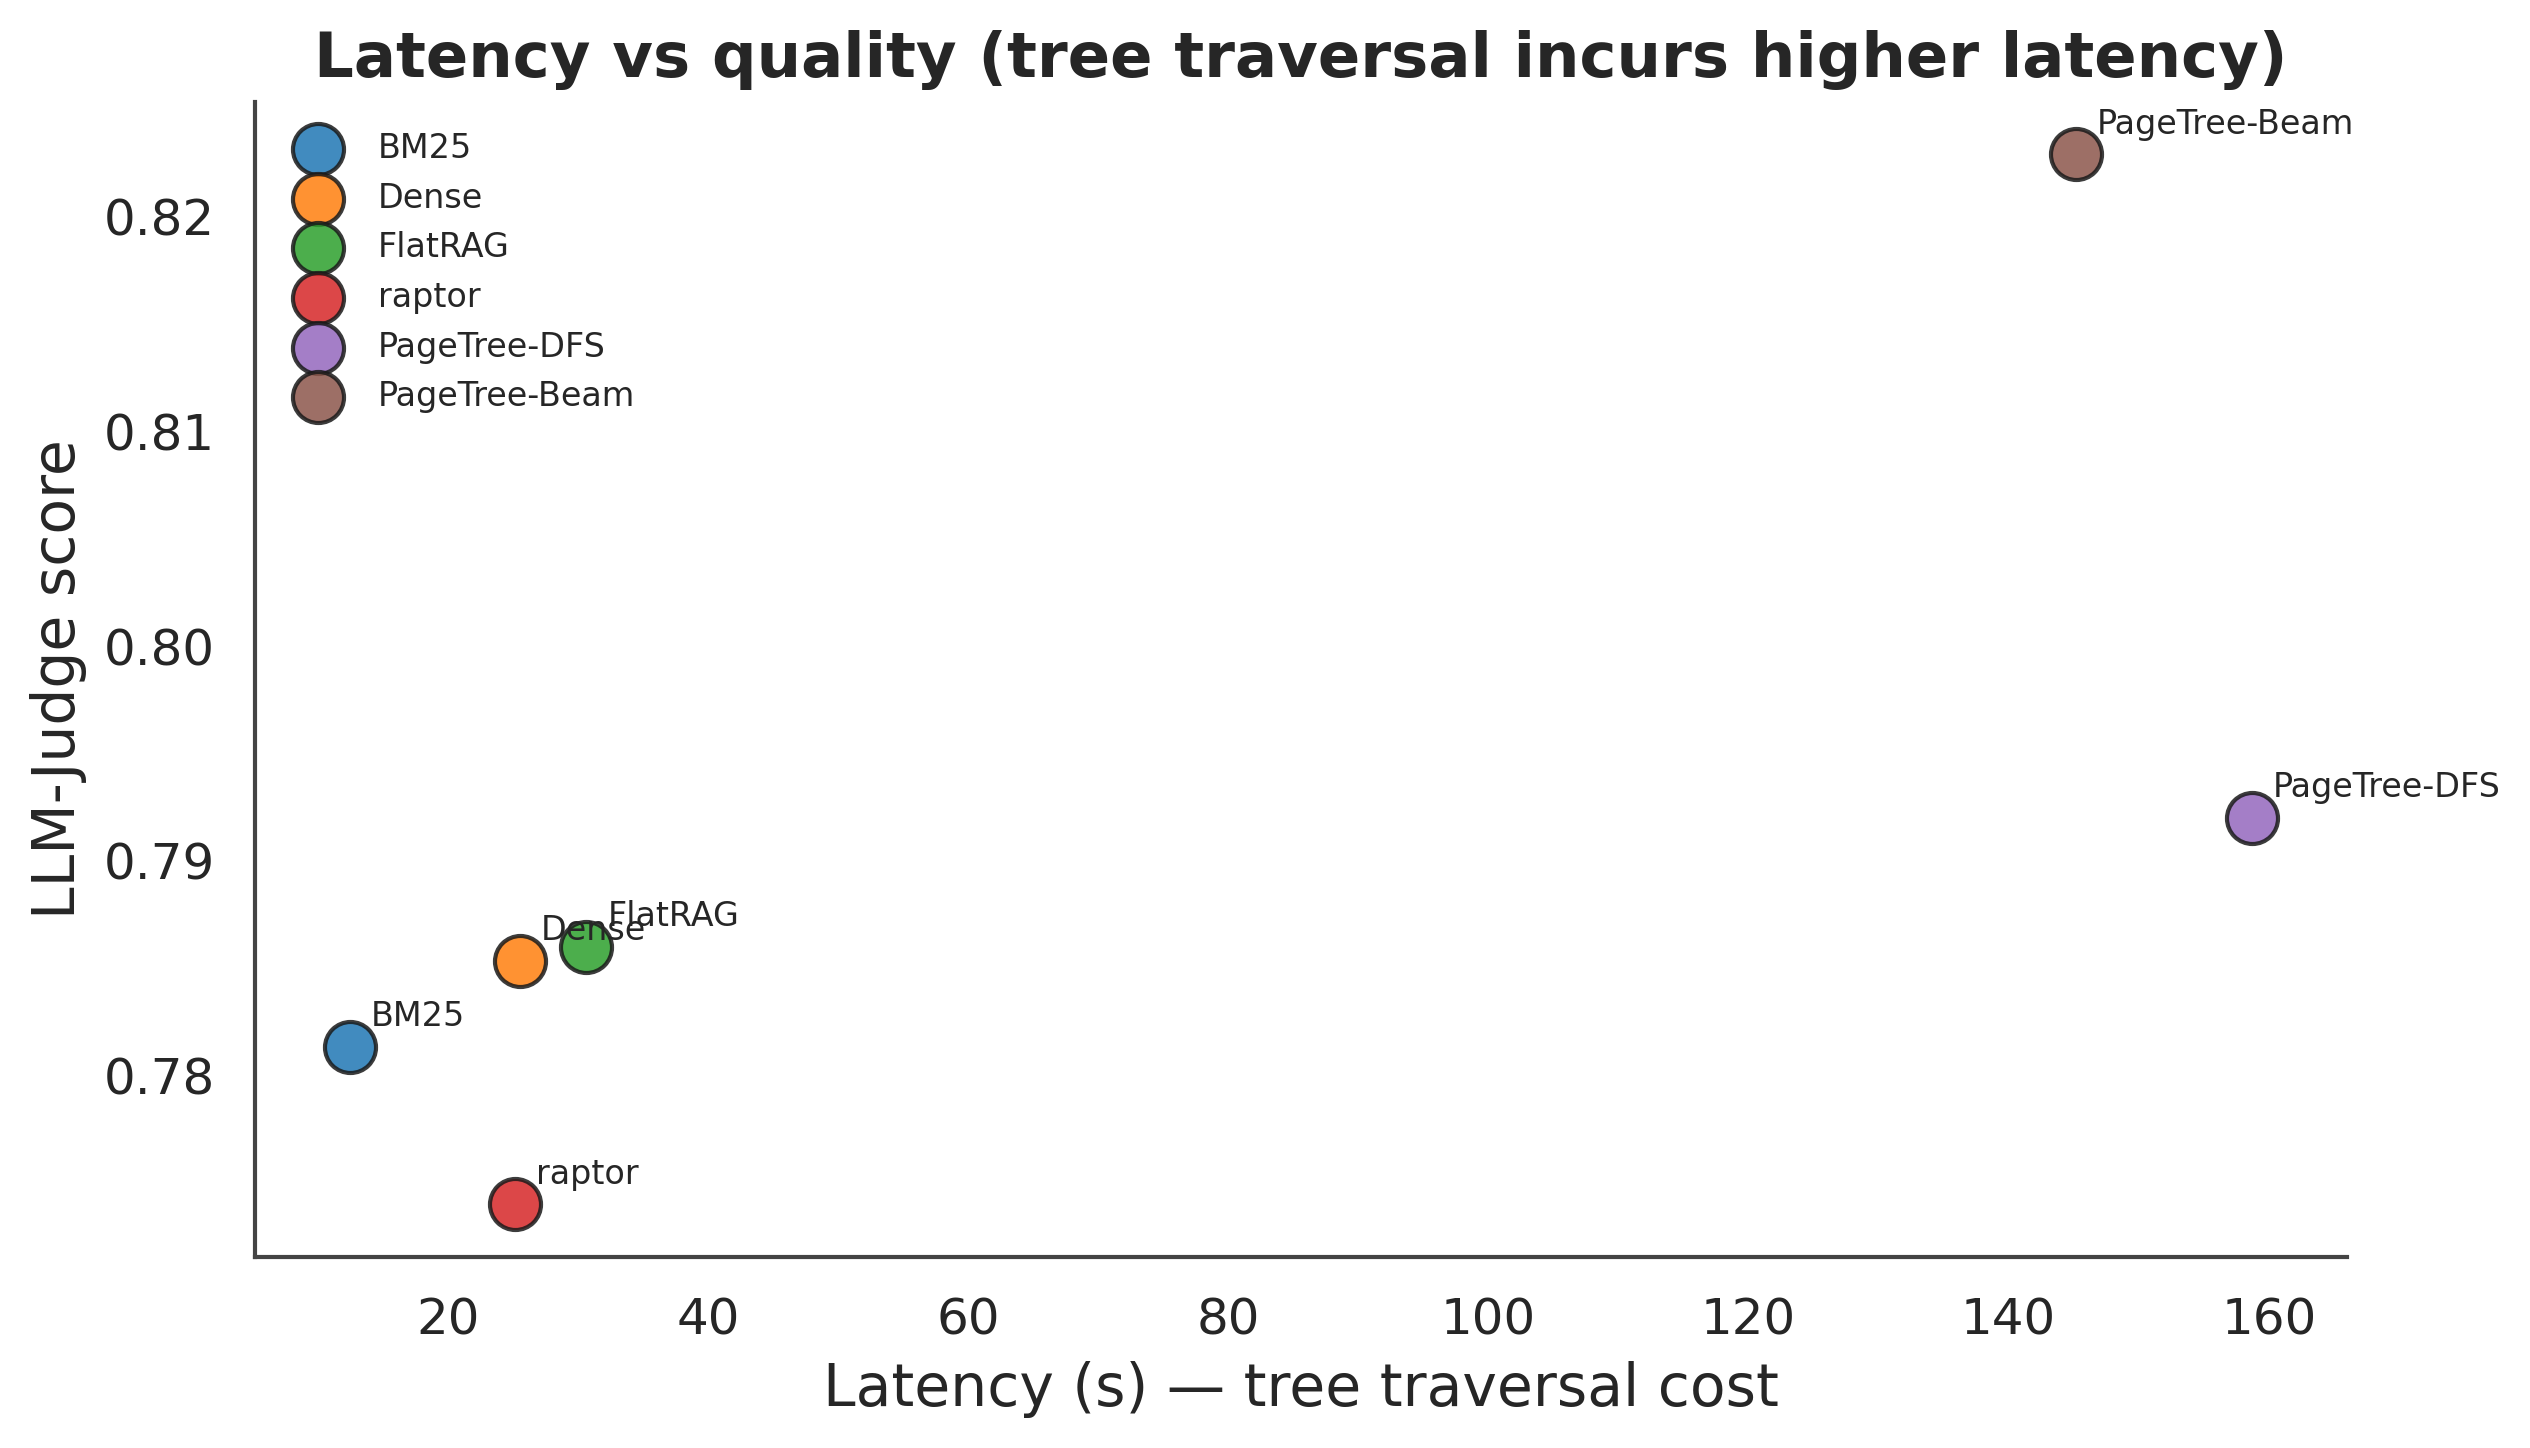 Latency vs quality (tree traversal incurs higher latency)
PageTree-Beam
BM25
Dense
FlatRAG
raptor
PageTree-DFS
PageTree-Beam
0.82
0.81
0.80
0.79
0.78
LLM-Judge score
PageTree-DFS
FlatRAG
Dense
BM25
raptor
20 40 60 80 100 120 140 160
Latency (s) — tree traversal cost